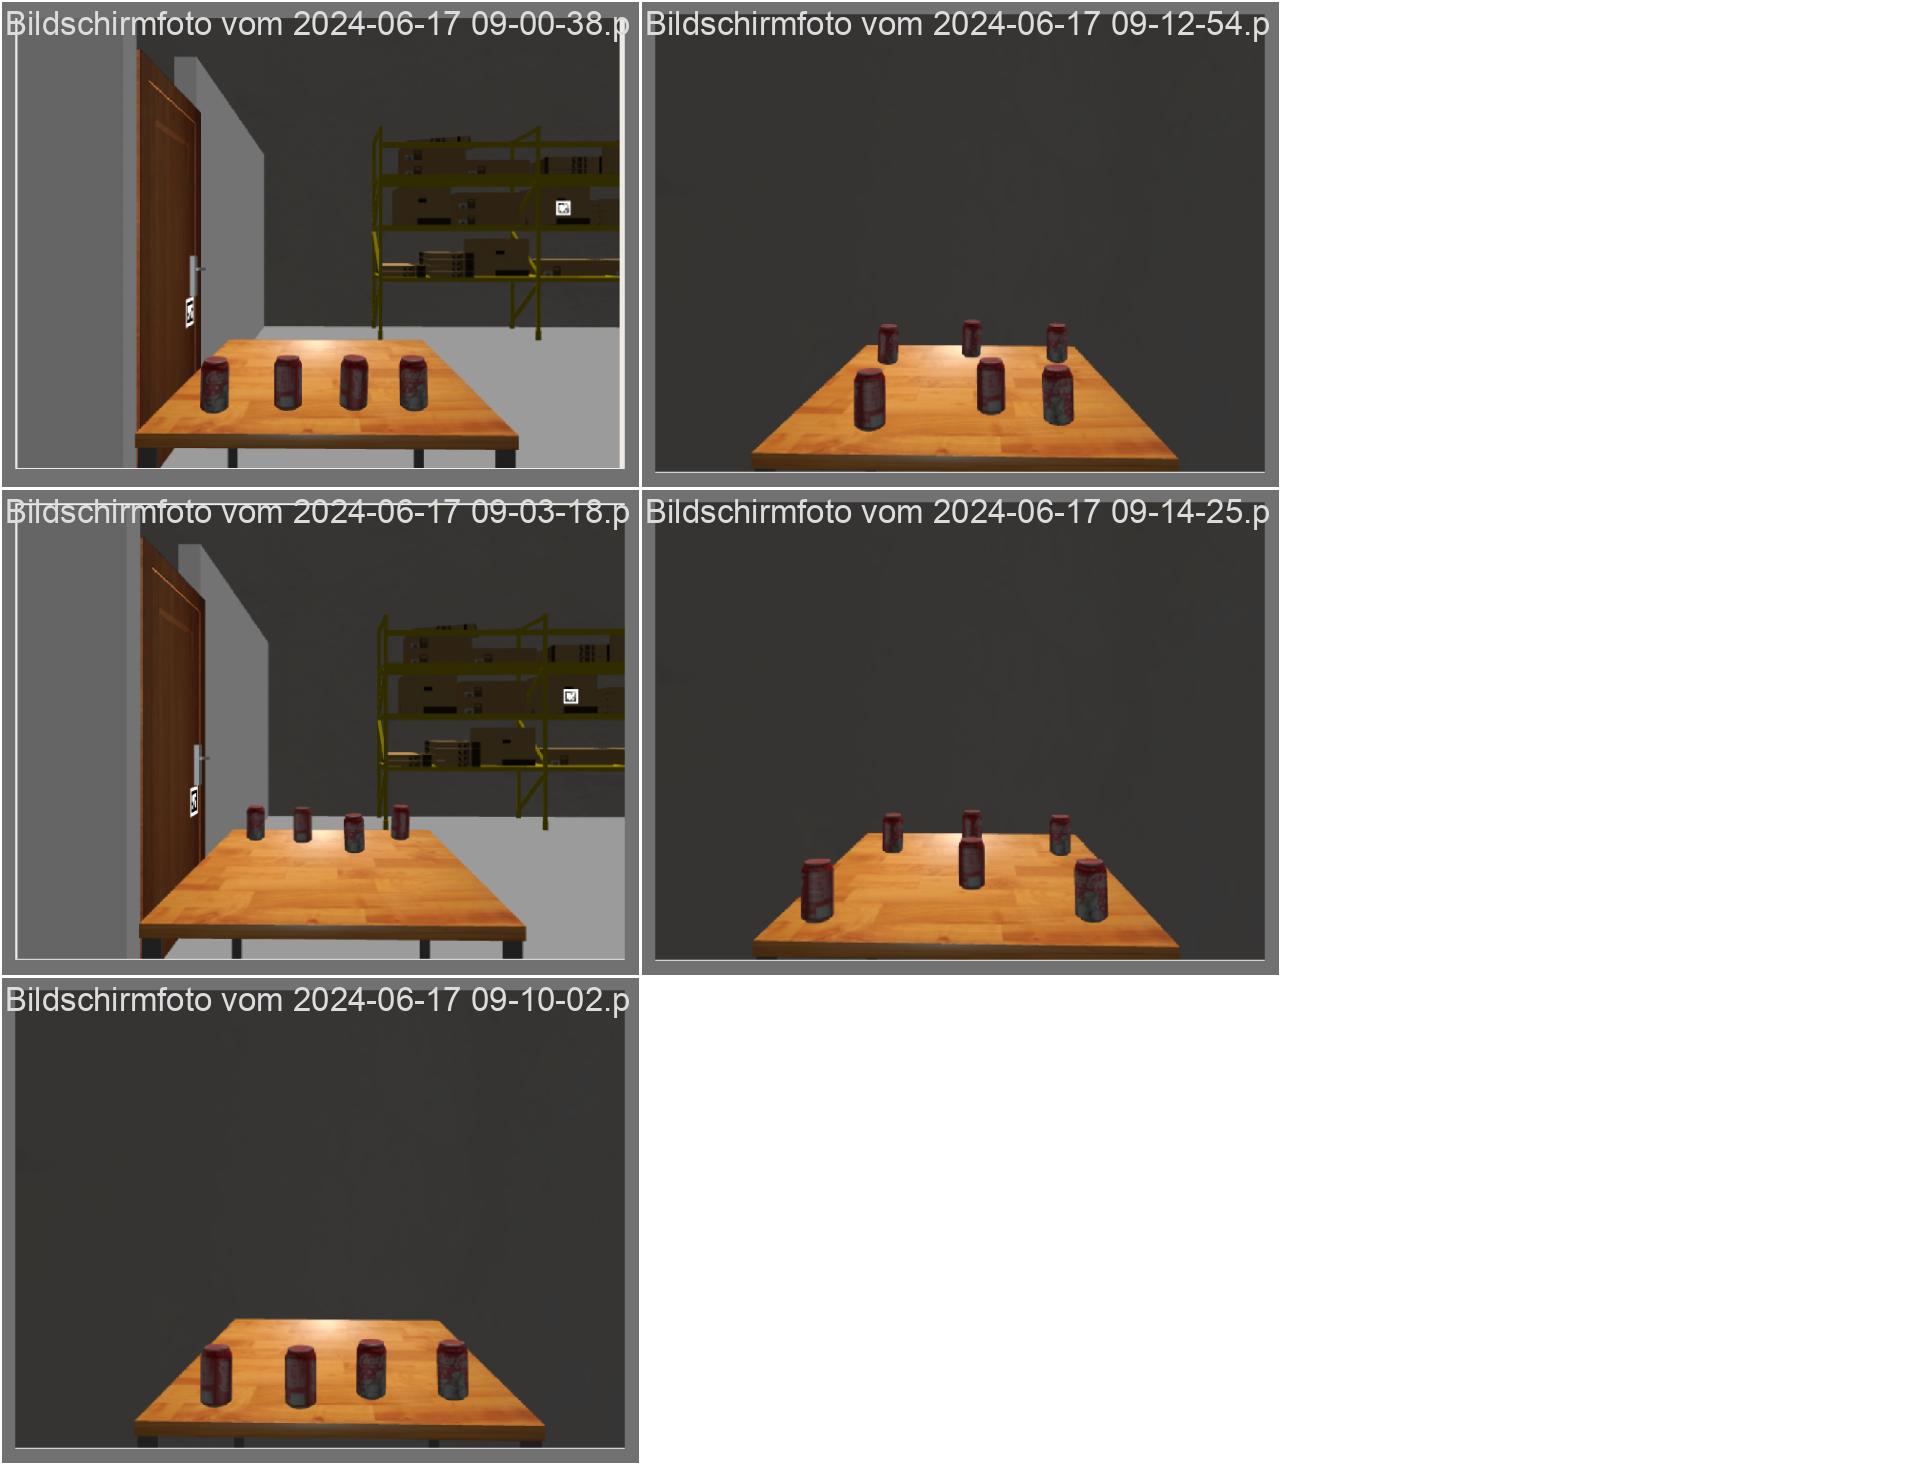 Bildschirmfoto vom 2024-06-17 09-00-38.p
Bildschirmfoto vom 2024-06-17 09-12-54.p
Bildschirmfoto vom 2024-06-17 09-03-18.p
Bildschirmfoto vom 2024-06-17 09-14-25.p
Bildschirmfoto vom 2024-06-17 09-10-02.p